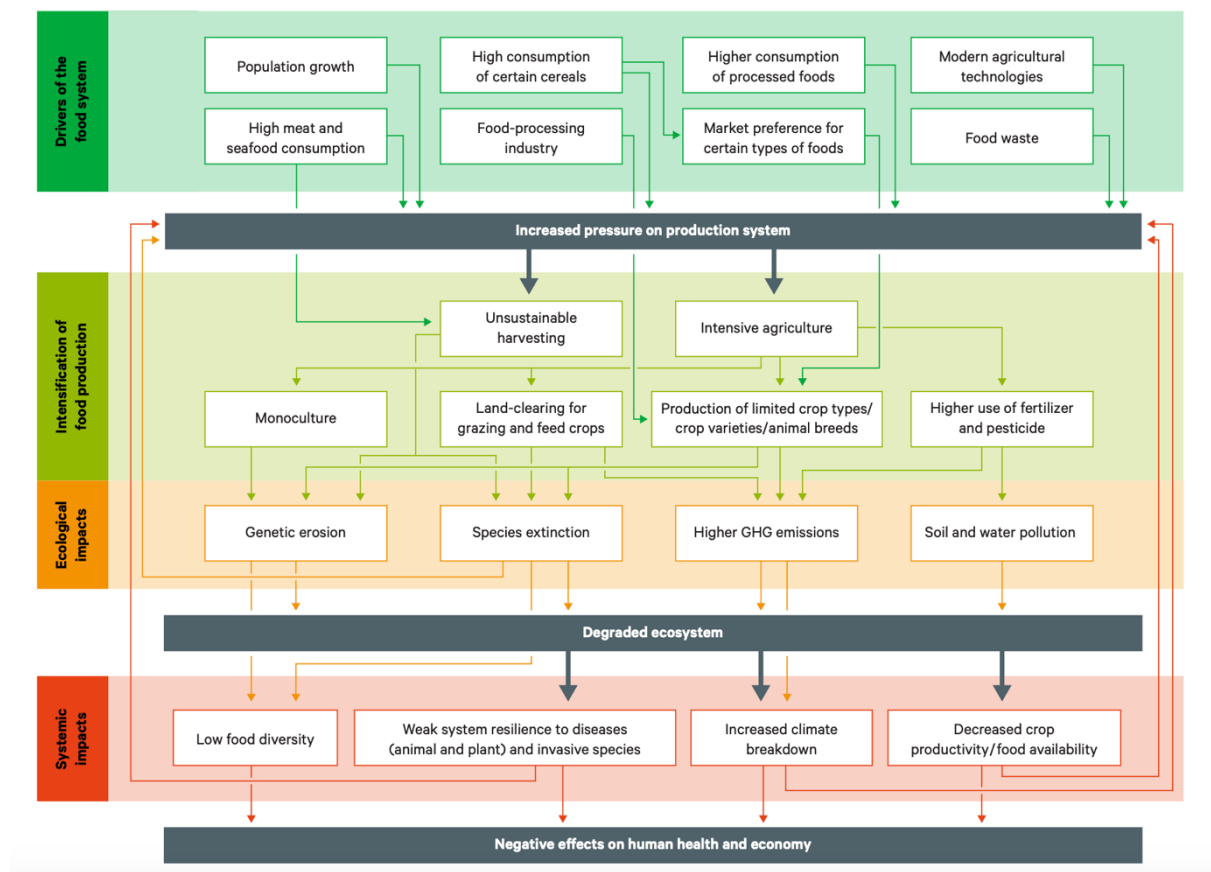 Drivers of the
food system
Population growth
High consumption
of certain cereals
Higher consumption
of processed foods
Modern agricultural
technologies
High meat and
seafood consumption
Food-processing
industry
Market preference for
certain types of foods
Food waste
Increased pressure on production system
Intensification of
food production
Unsustainable
harvesting
Intensive agriculture
Monoculture
Land-clearing for
grazing and feed crops
Production of limited crop types/
crop varieties/animal breeds
Higher use of fertilizer
and pesticide
Ecological
impacts
Genetic erosion
Species extinction
Higher GHG emissions
Soil and water pollution
Degraded ecosystem
Systemic
impacts
Low food diversity
Weak system resilience to diseases
(animal and plant) and invasive species
Increased climate
breakdown
Decreased crop
productivity/food availability
Negative effects on human health and economy